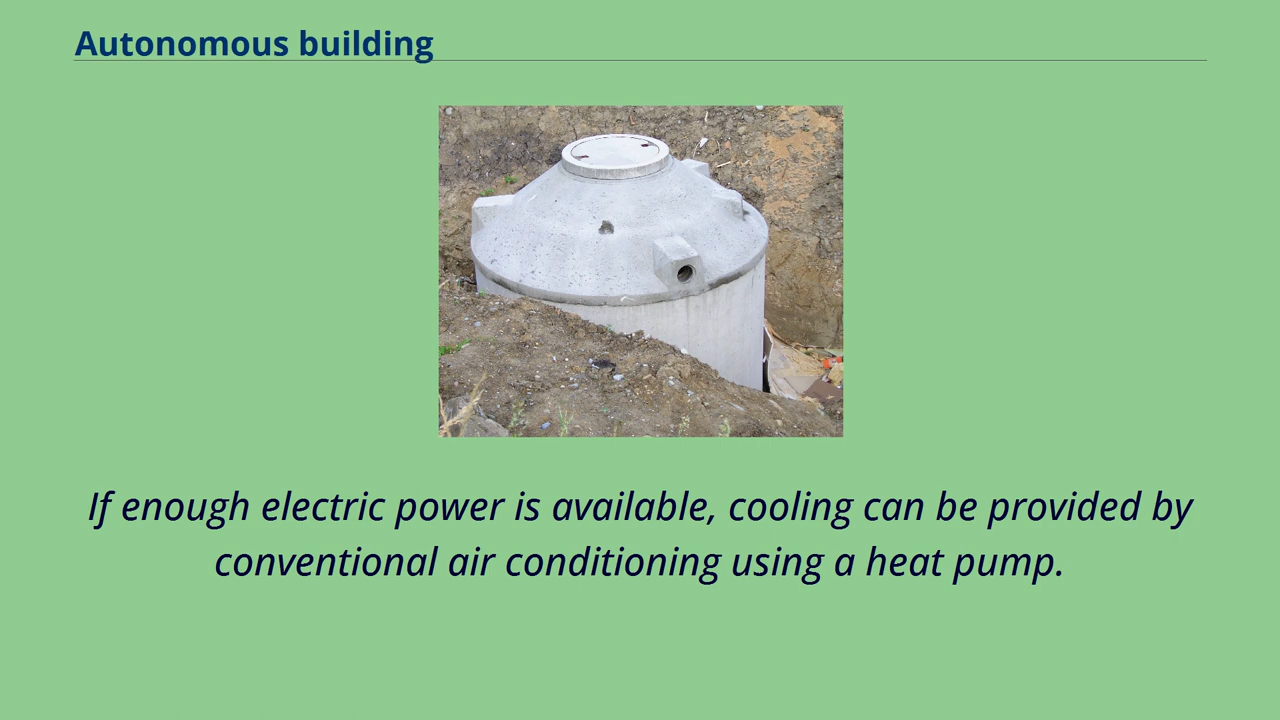 Autonomous building
If enough electric power is available, cooling can be provided by
conventional air conditioning using a heat pump.